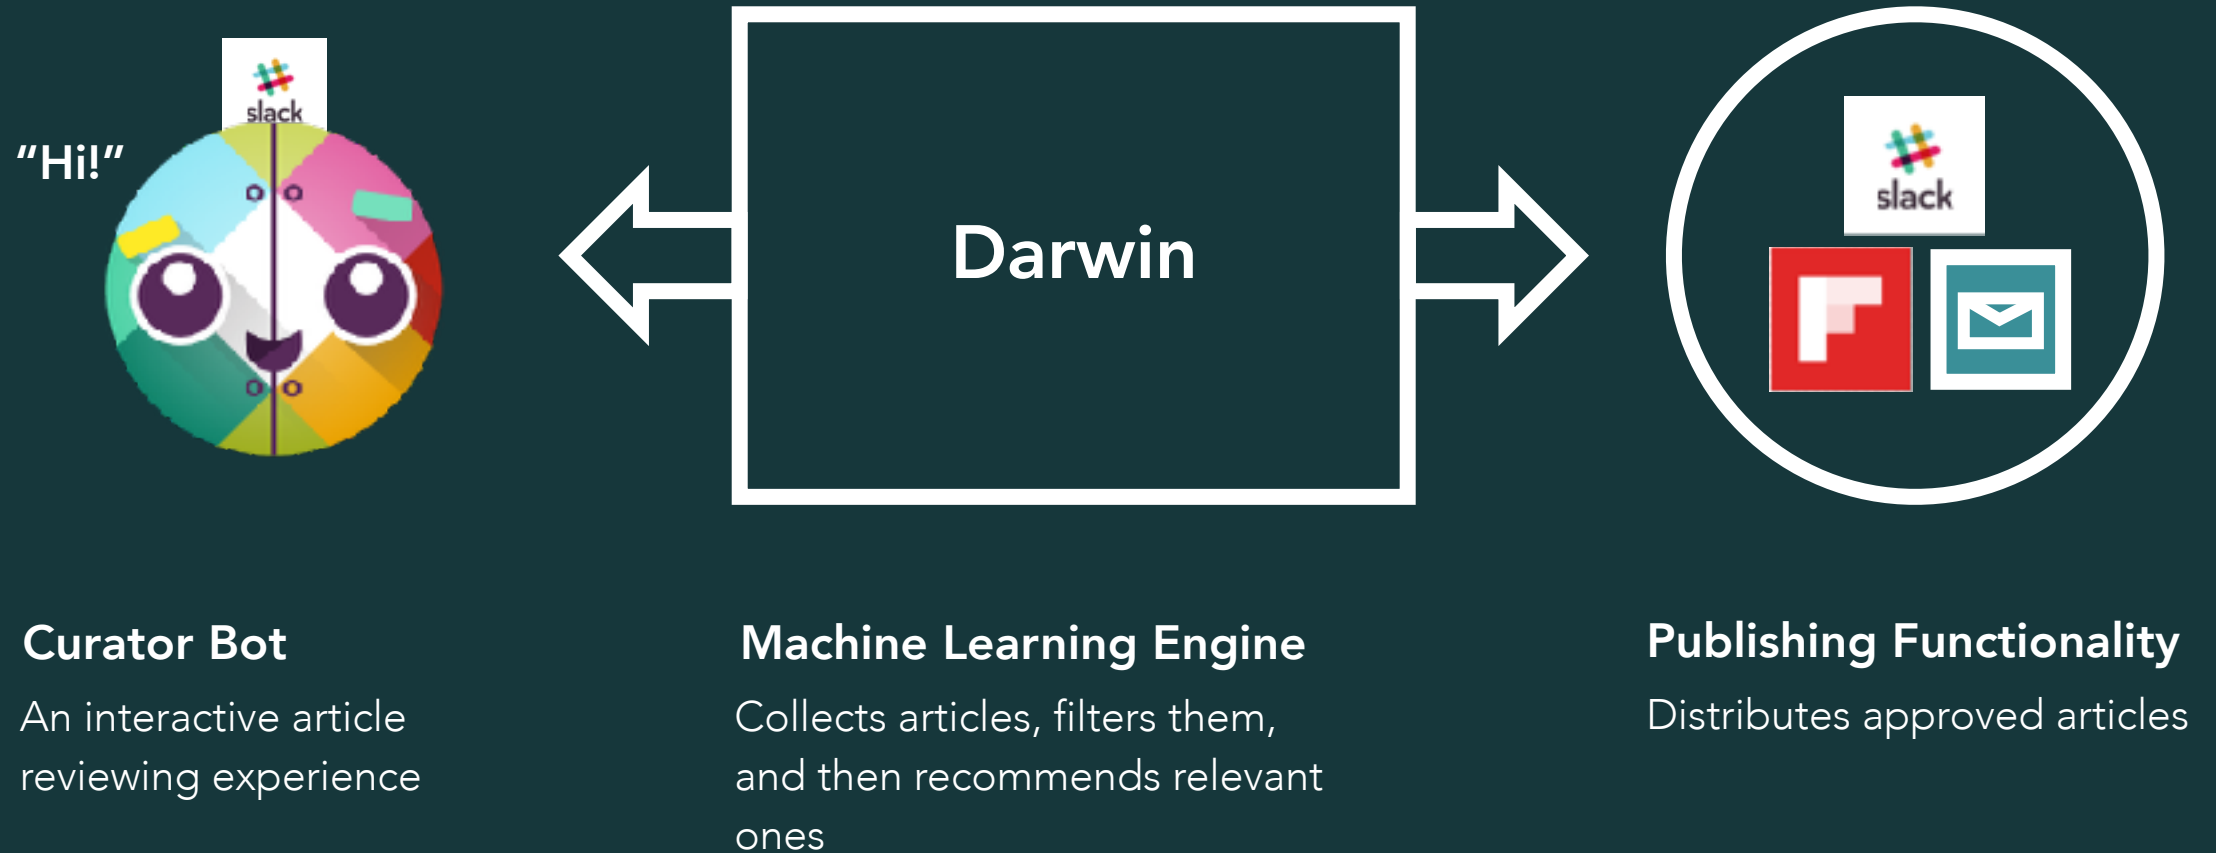 slack
“Hi!”
Darwin
slack
Curator Bot
An interactive article
reviewing experience
Machine Learning Engine
Collects articles, filters them,
and then recommends relevant
ones
Publishing Functionality
Distributes approved articles